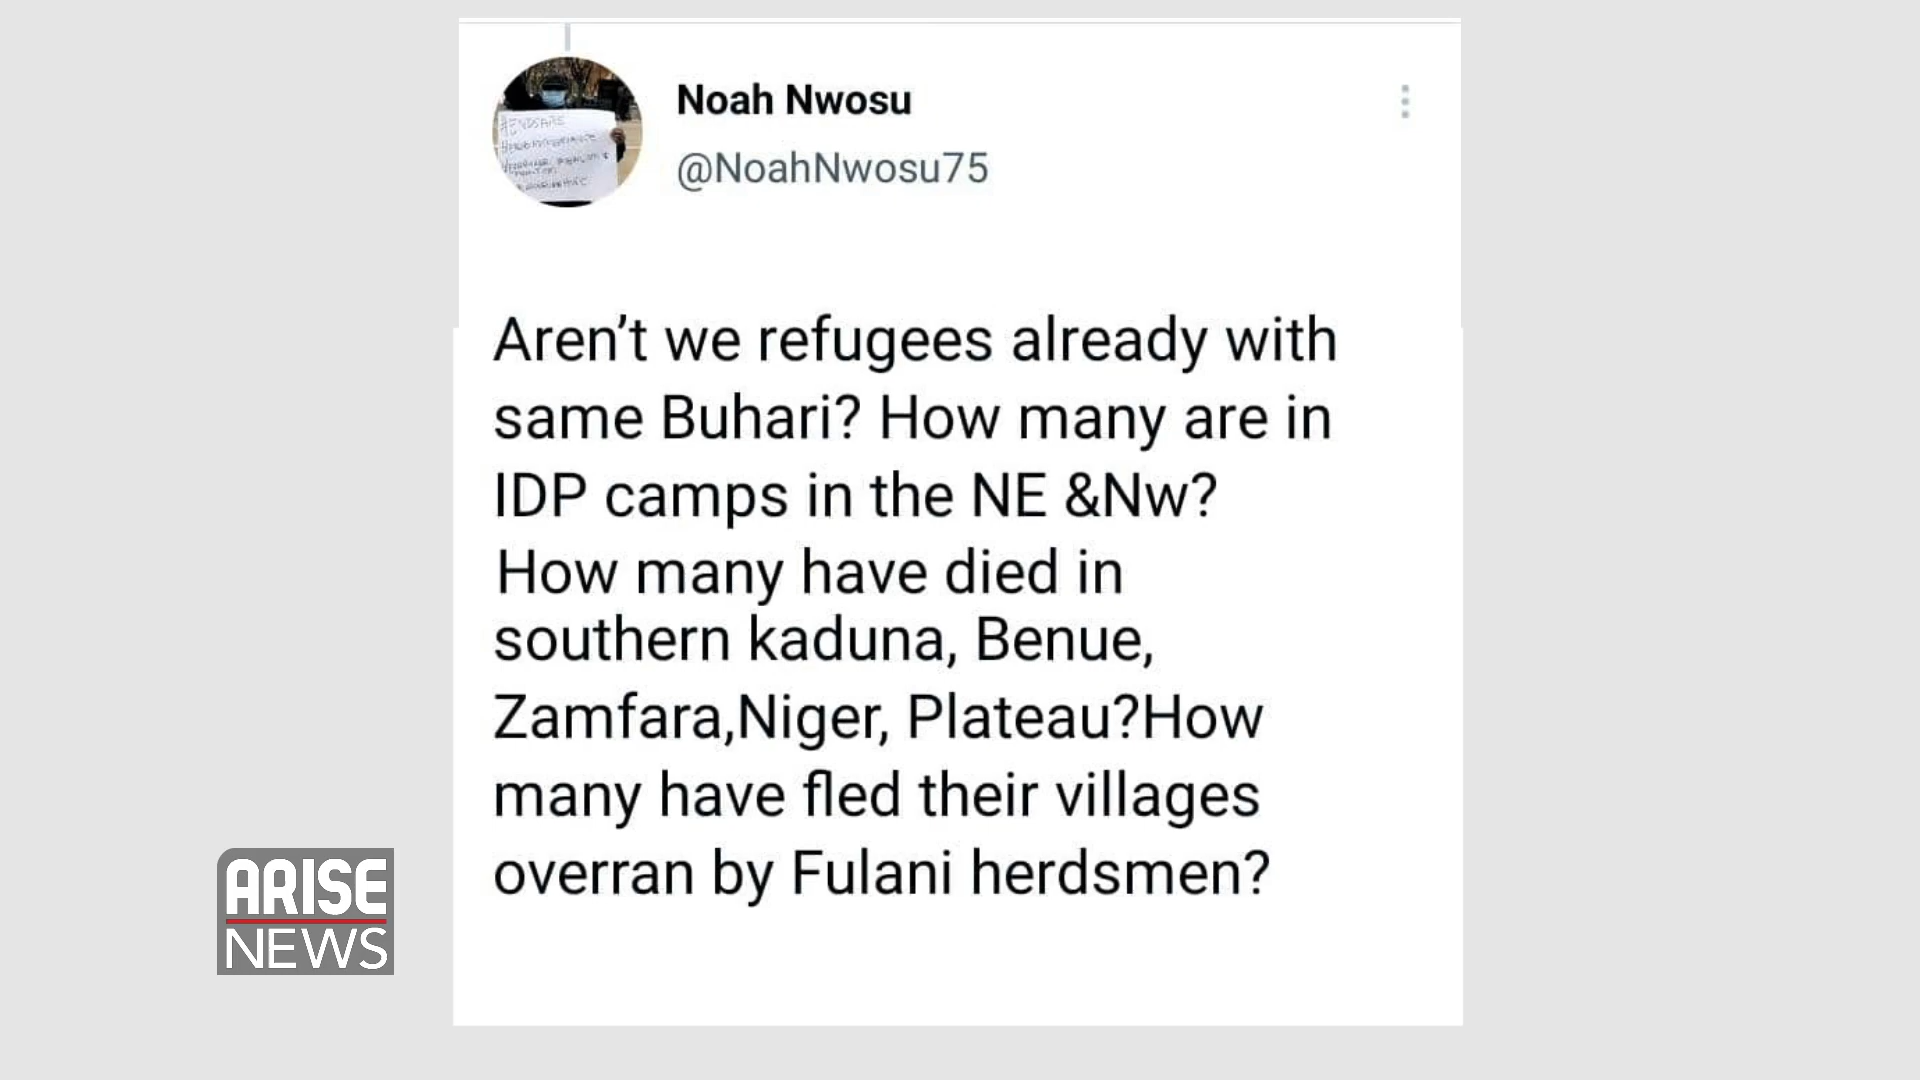 #ENDSARS
Noah Nwosu
@NoahNwosu75
Aren't we refugees already with
same Buhari? How many are in
IDP camps in the NE &Nw?
How many have died in
southern kaduna, Benue,
Zamfara,Niger, Plateau?How
many have fled their villages
overran by Fulani herdsmen?
ARISE
NEWS